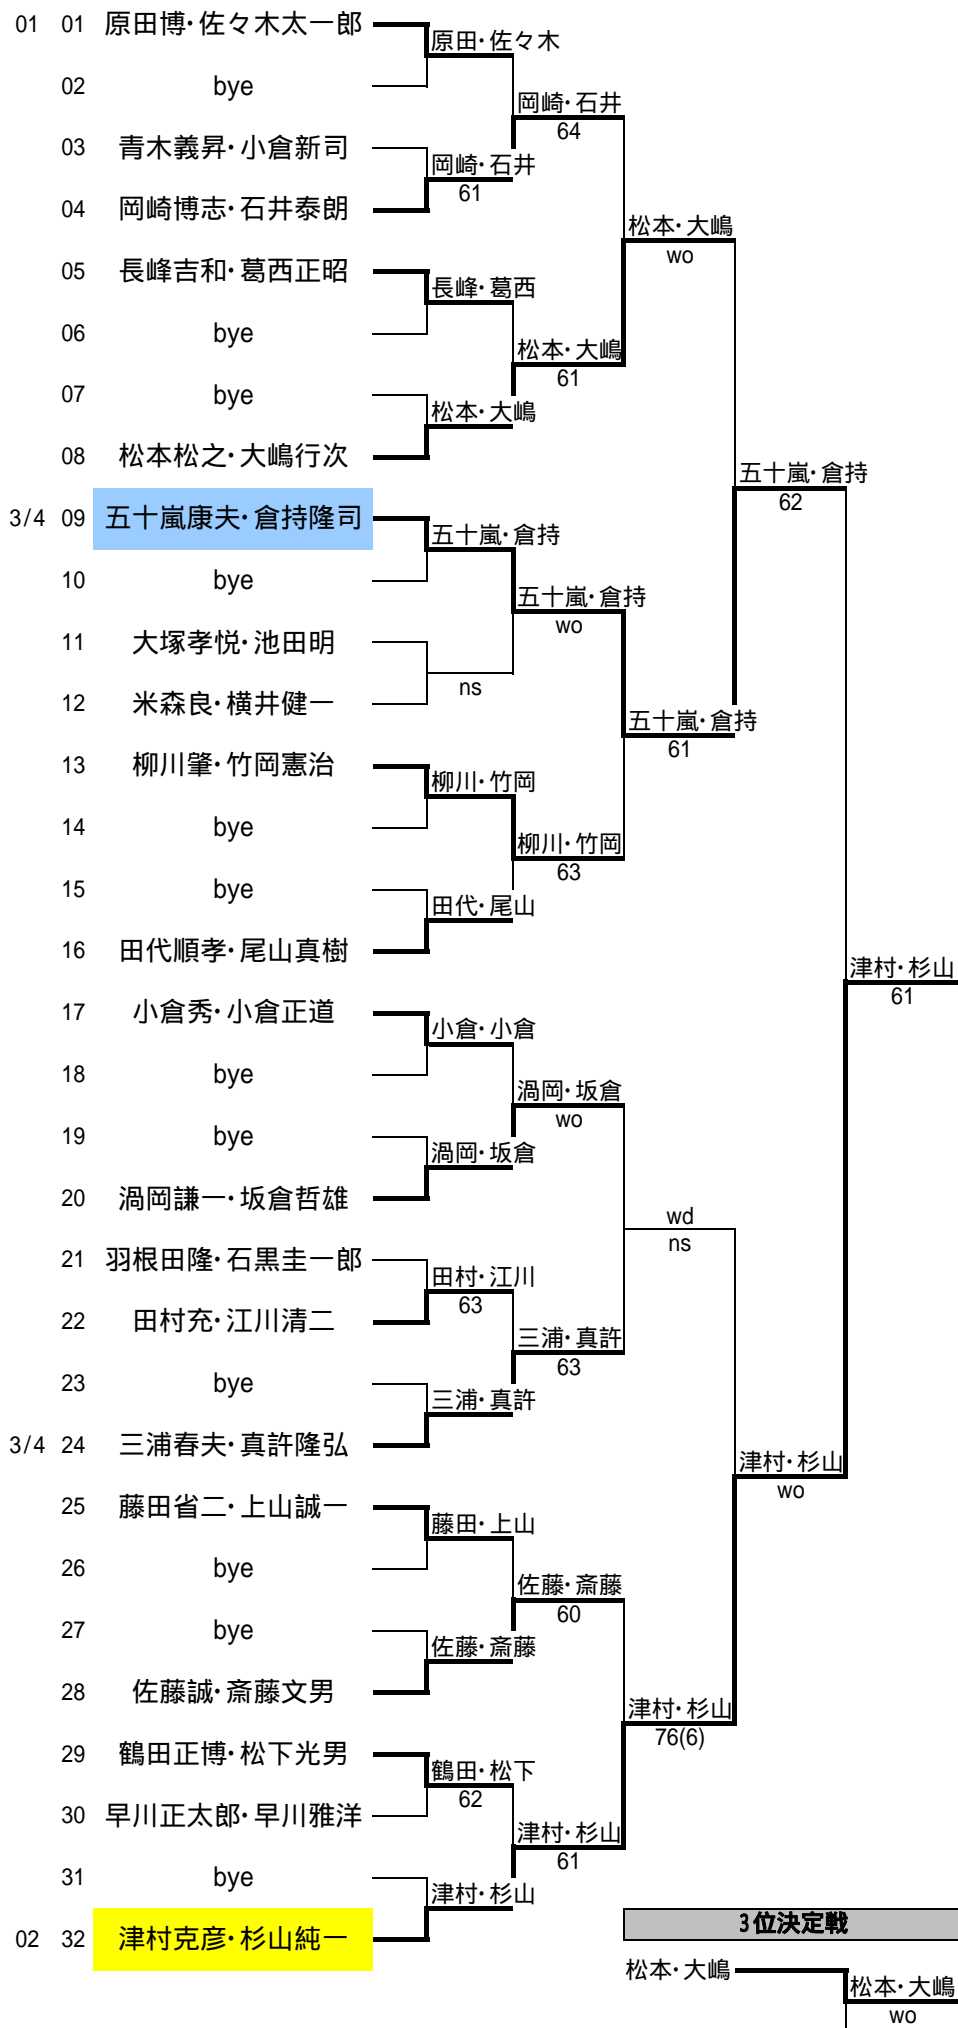 01 01 原田博・佐々木太一郎
原田・佐々木
02 bye
岡崎・石井
64
03 青木義昇・小倉新司
岡崎・石井
61
04 岡崎博志・石井泰朗
松本・大嶋
wo
05 長峰吉和・葛西正昭
長峰・葛西
06 bye
松本・大嶋
61
07 bye
松本・大嶋
08 松本松之・大嶋行次
五十嵐・倉持
62
3/4 09 五十嵐康夫・倉持隆司
五十嵐・倉持
10 bye
五十嵐・倉持
wo
11 大塚孝悦・池田明
ns
12 米森良・横井健一
五十嵐・倉持
61
13 柳川肇・竹岡憲治
柳川・竹岡
14 bye
柳川・竹岡
63
15 bye
田代・尾山
16 田代順孝・尾山真樹
津村・杉山
61
17 小倉秀・小倉正道
小倉・小倉
18 bye
渦岡・坂倉
wo
19 bye
渦岡・坂倉
20 渦岡謙一・坂倉哲雄
wd
ns
21 羽根田隆・石黒圭一郎
田村・江川
63
22 田村充・江川清二
三浦・真許
63
23 bye
三浦・真許
3/4 24 三浦春夫・真許隆弘
津村・杉山
wo
25 藤田省二・上山誠一
藤田・上山
26 bye
佐藤・斎藤
60
27 bye
佐藤・斎藤
28 佐藤誠・斎藤文男
津村・杉山
76(6)
29 鶴田正博・松下光男
鶴田・松下
62
30 早川正太郎・早川雅洋
津村・杉山
61
31 bye
津村・杉山
02 32 津村克彦・杉山純一
3位決定戦
松本・大嶋
松本・大嶋
wo